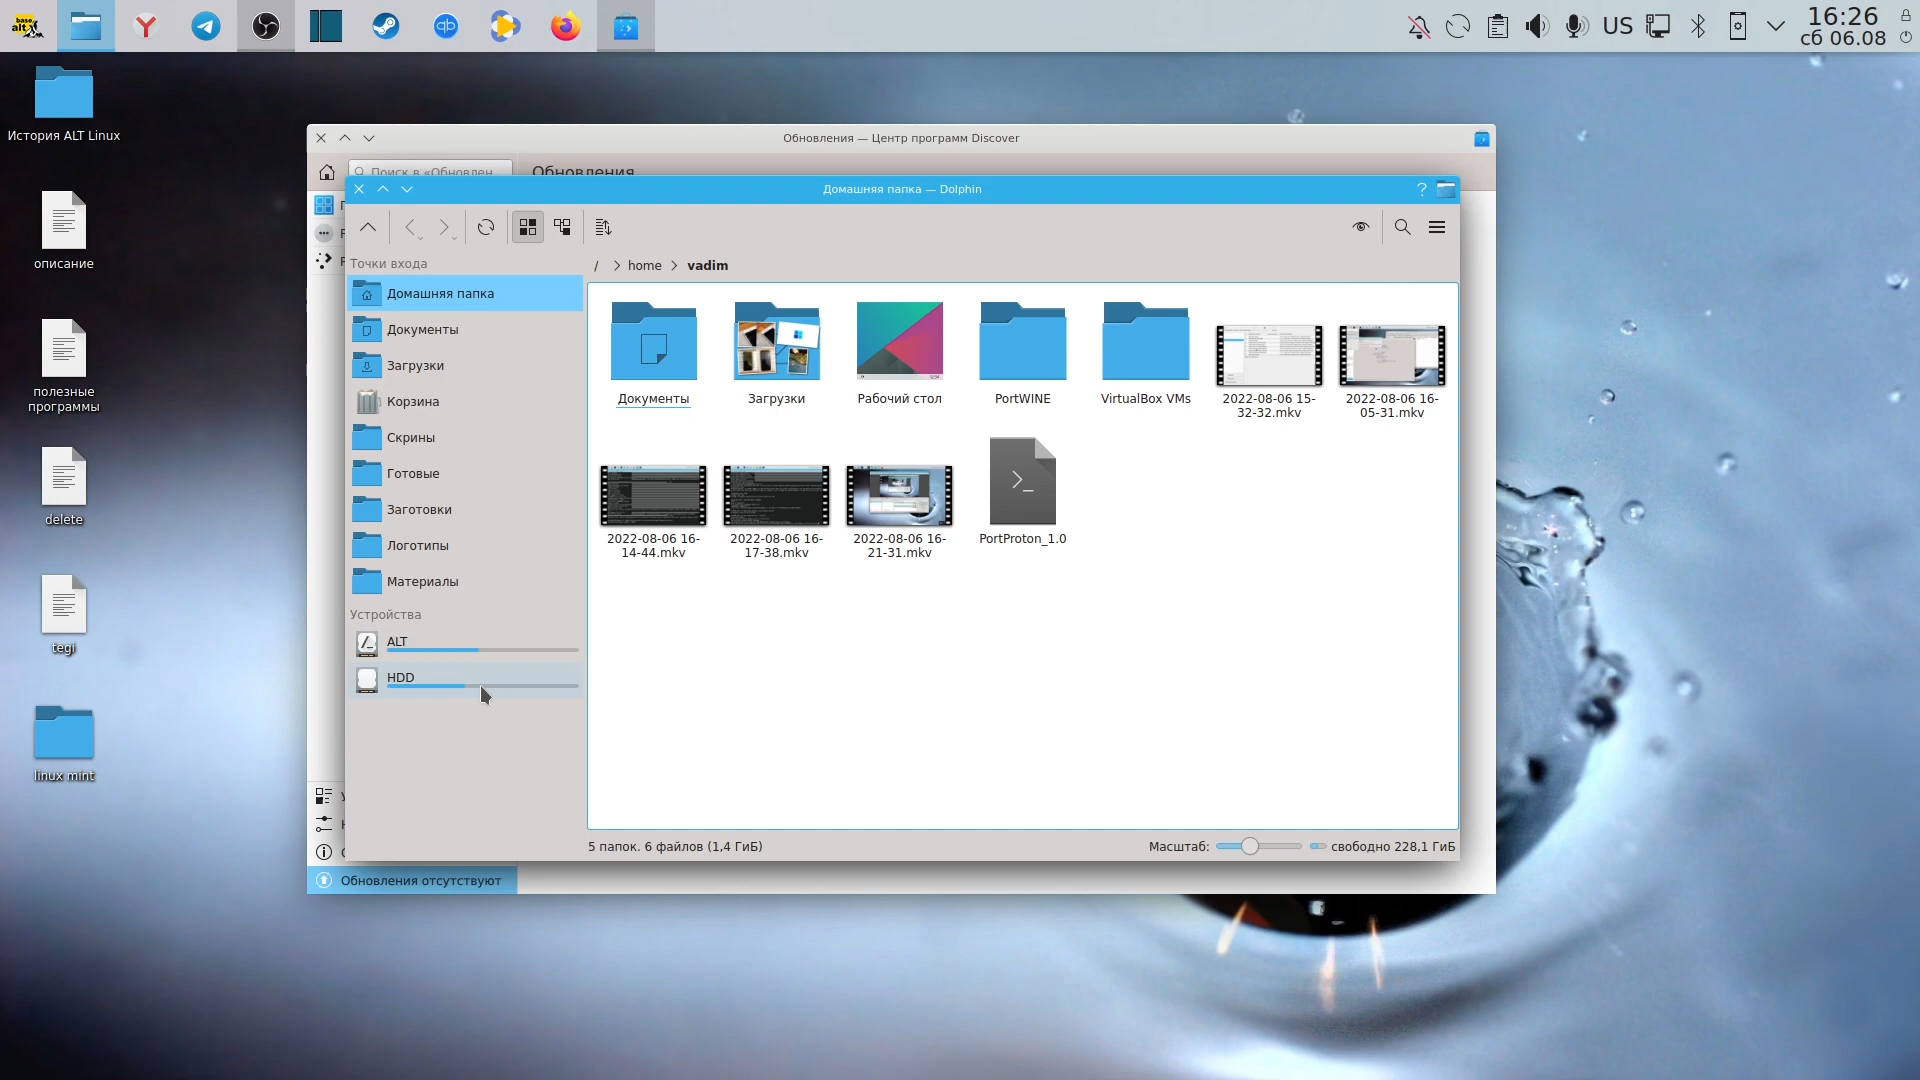 base
alt
US
16:26
сб 06.08
История ALT Linux
описание
полезные
программы
delete
tegi
linux mint
Обновления — Центр программ Discover
Поиск в «Обновлен
Обновления
Домашняя папка — Dolphin
Точки входа
Домашняя папка
Документы
Загрузки
Корзина
Скрины
Готовые
Заготовки
Логотипы
Материалы
Устройства
ALT
HDD
/ > home > vadim
Документы
Загрузки
Рабочий стол
PortWINE
VirtualBox VMs
2022-08-06 15-
32-32.mkv
2022-08-06 16-
05-31.mkv
2022-08-06 16-
14-44.mkv
2022-08-06 16-
17-38.mkv
2022-08-06 16-
21-31.mkv
PortProton_1.0
5 папок. 6 файлов (1,4 ГиБ)
Масштаб:
свободно 228,1 ГиБ
Обновления отсутствуют